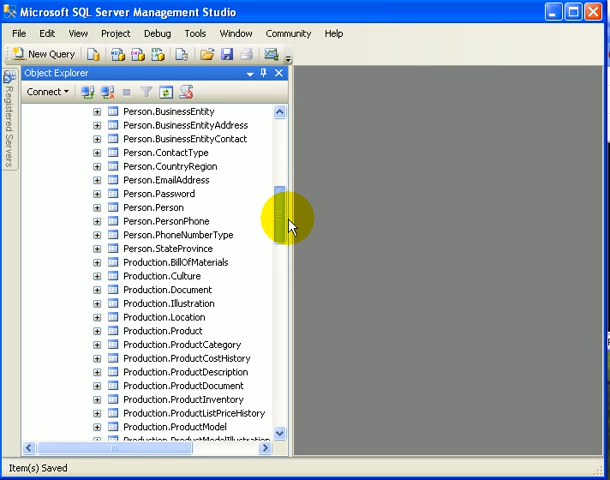 Microsoft SQL Server Management Studio
File Edit View Project Debug Tools Window Community Help
New Query
Object Explorer
Registered Servers
Connect
Person.BusinessEntity
Person.BusinessEntityAddress
Person.BusinessEntityContact
Person.ContactType
Person.CountryRegion
Person.EmailAddress
Person.Password
Person.Person
Person.PersonPhone
Person.PhoneNumberType
Person.StateProvince
Production.BillOfMaterials
Production.Culture
Production.Document
Production.Illustration
Production.Location
Production.Product
Production.ProductCategory
Production.ProductCostHistory
Production.ProductDescription
Production.ProductDocument
Production.ProductInventory
Production.ProductListPriceHistory
Production.ProductModel
Production.ProductModelIllustration
Item(s) Saved